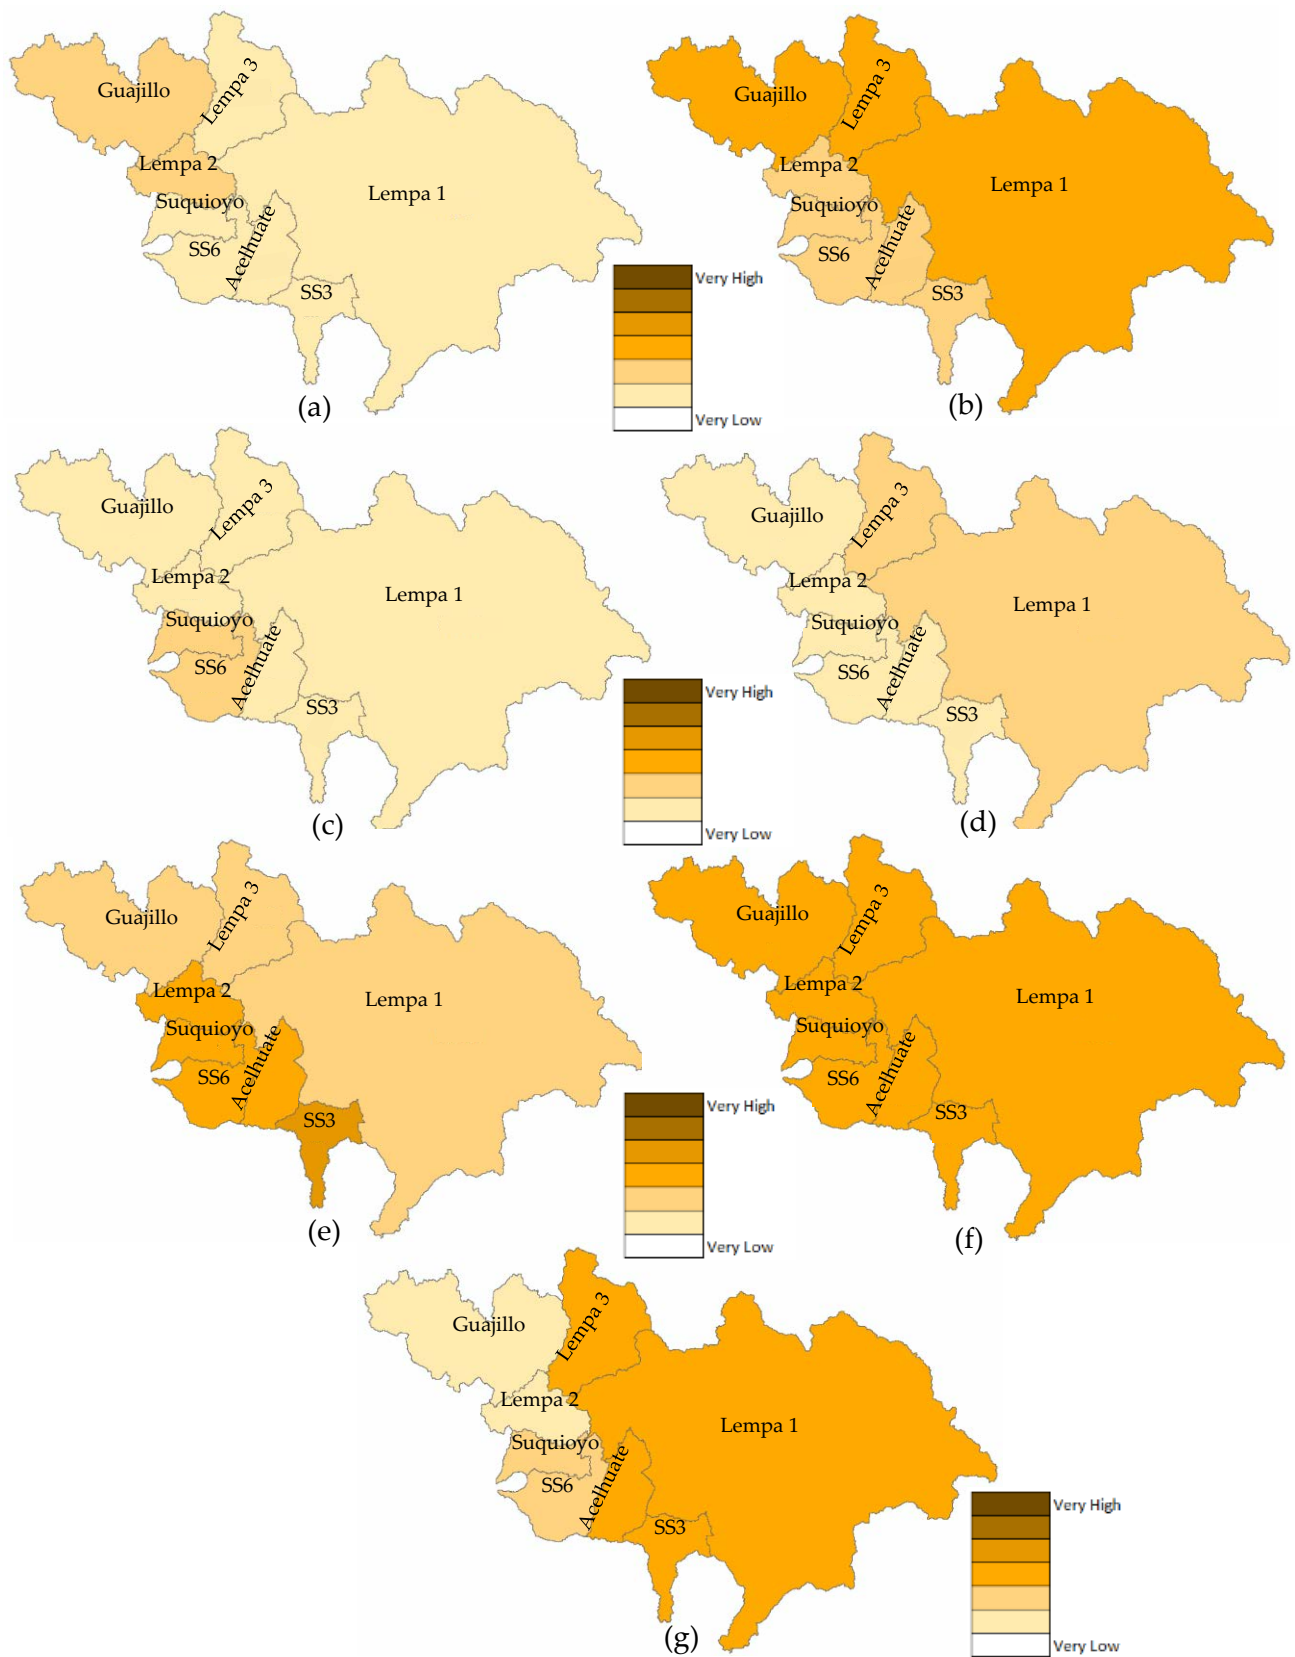 Guajillo
Lempa 3
Lempa 2
Suquioyo
SS6
Acelhuate
SS3
Lempa 1
(a)
Guajillo
Lempa 3
Lempa 2
Suquioyo
SS6
Acelhuate
SS3
Lempa 1
(b)
Very High
Very Low
Guajillo
Lempa 3
Lempa 2
Suquioyo
SS6
Acelhuate
SS3
Lempa 1
(c)
Guajillo
Lempa 3
Lempa 2
Suquioyo
SS6
Acelhuate
SS3
Lempa 1
(d)
Very High
Very Low
Guajillo
Lempa 3
Lempa 2
Suquioyo
SS6
Acelhuate
SS3
Lempa 1
(e)
Guajillo
Lempa 3
Lempa 2
Suquioyo
SS6
Acelhuate
SS3
Lempa 1
(f)
Very High
Very Low
Guajillo
Lempa 3
Lempa 2
Suquioyo
SS6
Acelhuate
SS3
Lempa 1
(g)
Very High
Very Low